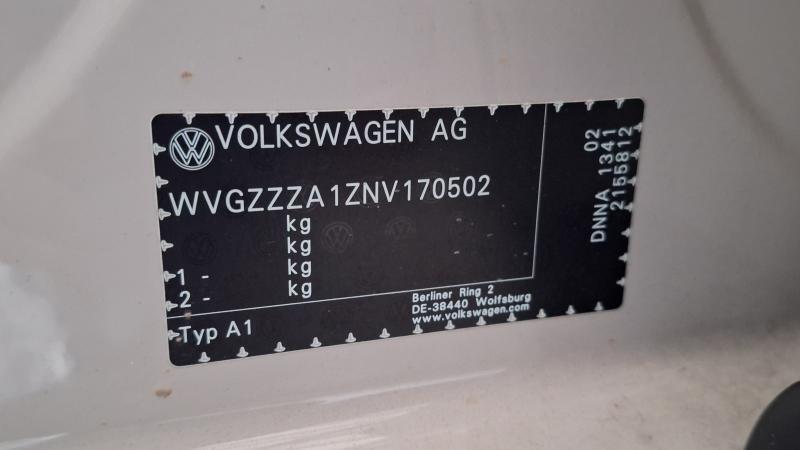 VOLKSWAGEN AG
WVGZZZA1ZNV170502
kg
kg
1 - kg
2 - kg
Typ A1
Berliner Ring 2
DE-38440 Wolfsburg
www.volkswagen.com
02
DNNA 1341
2155812